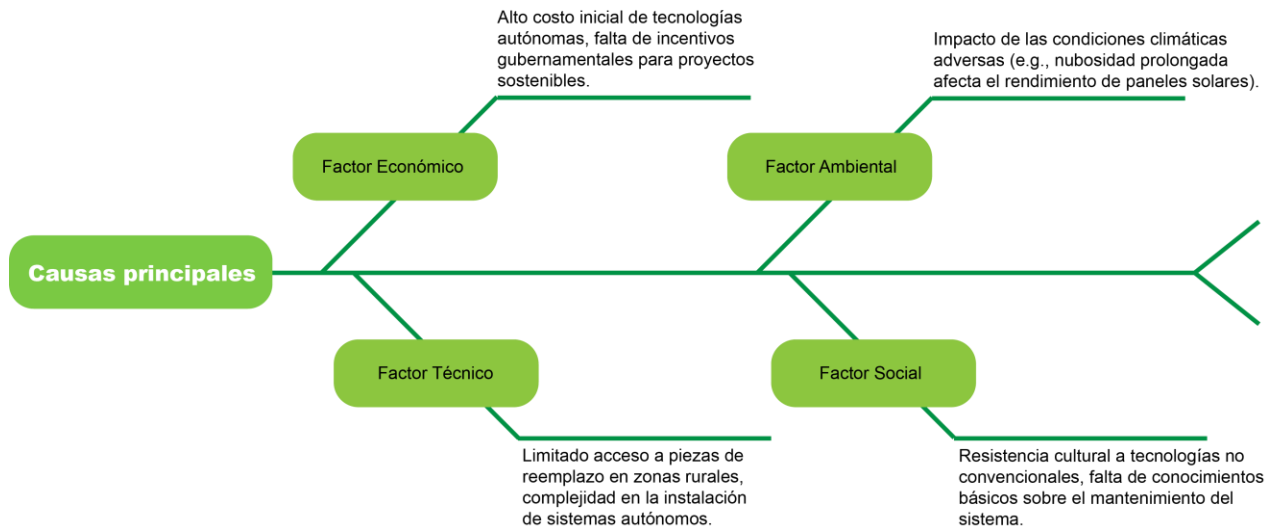 Alto costo inicial de tecnologías
autónomas, falta de incentivos
gubernamentales para proyectos
sostenibles.
Impacto de las condiciones climáticas
adversas (e.g., nubosidad prolongada
afecta el rendimiento de paneles solares).
Factor Económico
Factor Ambiental
Causas principales
Factor Técnico
Factor Social
Limitado acceso a piezas de
reemplazo en zonas rurales,
complejidad en la instalación
de sistemas autónomos.
Resistencia cultural a tecnologías no
convencionales, falta de conocimientos
básicos sobre el mantenimiento del
sistema.